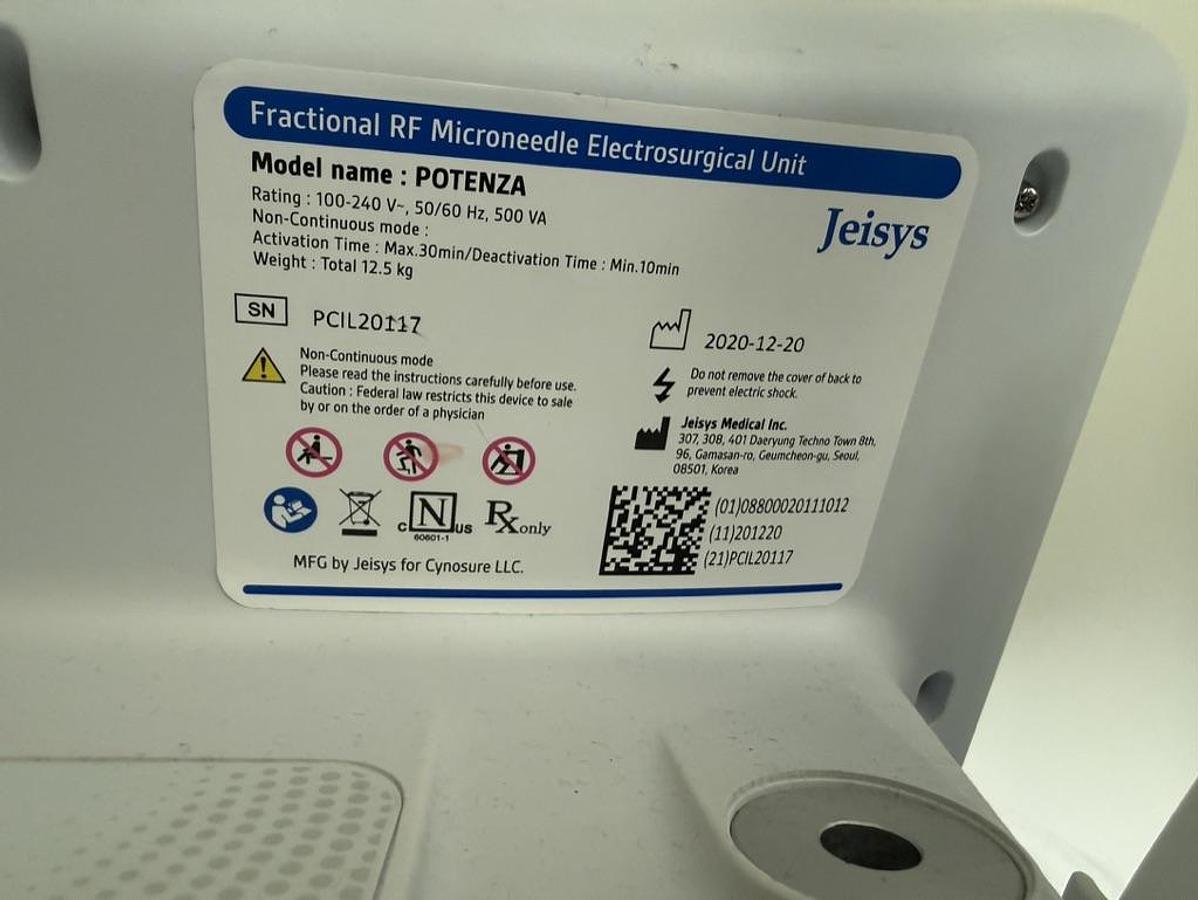 Fractional RF Microneedle Electrosurgical Unit
Model name : POTENZA
Rating : 100-240 V~, 50/60 Hz, 500 VA
Non-Continuous mode :
Activation Time : Max.30min/Deactivation Time : Min.10min
Weight : Total 12.5 kg
Jeisys
SN PCIL20117
2020-12-20
Non-Continuous mode
Please read the instructions carefully before use.
Caution : Federal law restricts this device to sale
by or on the order of a physician
Do not remove the cover of back to
prevent electric shock.
Jeisys Medical Inc.
307, 308, 401 Daeryung Techno Town 8th,
96, Gamasan-ro, Geumcheon-gu, Seoul,
08501, Korea
c N us
60601-1
Rx only
(01)08800020111012
(11)201220
(21)PCIL20117
MFG by Jeisys for Cynosure LLC.